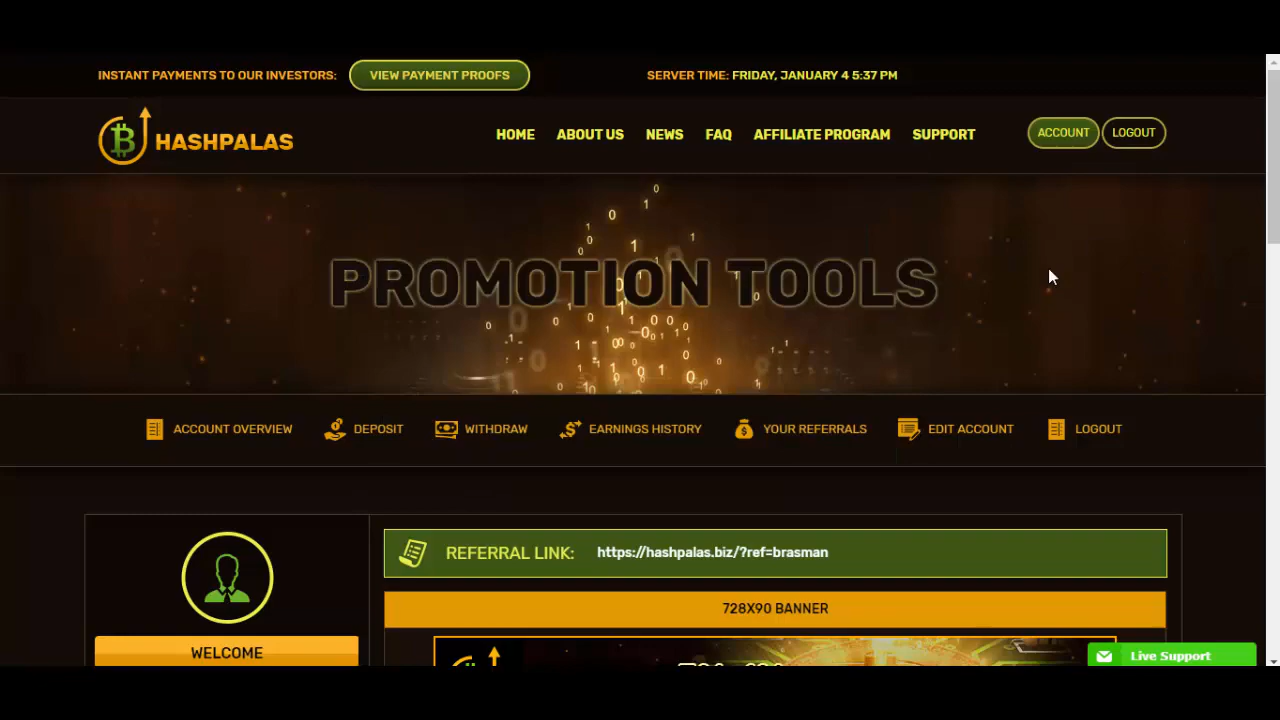 INSTANT PAYMENTS TO OUR INVESTORS: VIEW PAYMENT PROOFS SERVER TIME: FRIDAY, JANUARY 4 5:37 PM
HASHPALAS HOME ABOUT US NEWS FAQ AFFILIATE PROGRAM SUPPORT ACCOUNT LOGOUT
PROMOTION TOOLS
ACCOUNT OVERVIEW DEPOSIT WITHDRAW EARNINGS HISTORY YOUR REFERRALS EDIT ACCOUNT LOGOUT
REFERRAL LINK: https://hashpalas.biz/?ref=brasman
728X90 BANNER
WELCOME
Live Support